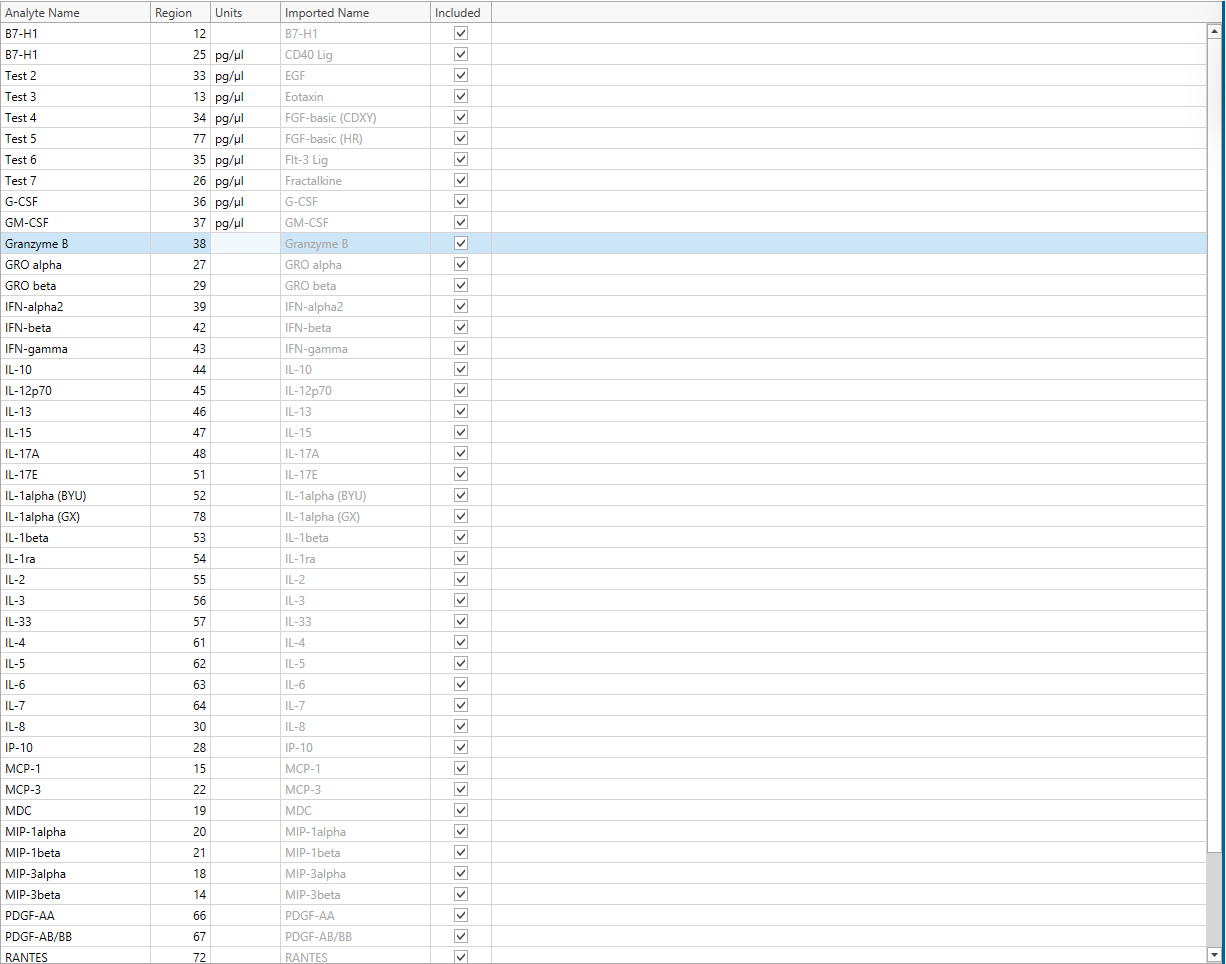 Analyte Name Region Units Imported Name Included
B7-H1 12 B7-H1
B7-H1 25 pg/µl CD40 Lig
Test 2 33 pg/µl EGF
Test 3 13 pg/µl Eotaxin
Test 4 34 pg/µl FGF-basic (CDXY)
Test 5 77 pg/µl FGF-basic (HR)
Test 6 35 pg/µl Flt-3 Lig
Test 7 26 pg/µl Fractalkine
G-CSF 36 pg/µl G-CSF
GM-CSF 37 pg/µl GM-CSF
Granzyme B 38 Granzyme B
GRO alpha 27 GRO alpha
GRO beta 29 GRO beta
IFN-alpha2 39 IFN-alpha2
IFN-beta 42 IFN-beta
IFN-gamma 43 IFN-gamma
IL-10 44 IL-10
IL-12p70 45 IL-12p70
IL-13 46 IL-13
IL-15 47 IL-15
IL-17A 48 IL-17A
IL-17E 51 IL-17E
IL-1alpha (BYU) 52 IL-1alpha (BYU)
IL-1alpha (GX) 78 IL-1alpha (GX)
IL-1beta 53 IL-1beta
IL-1ra 54 IL-1ra
IL-2 55 IL-2
IL-3 56 IL-3
IL-33 57 IL-33
IL-4 61 IL-4
IL-5 62 IL-5
IL-6 63 IL-6
IL-7 64 IL-7
IL-8 30 IL-8
IP-10 28 IP-10
MCP-1 15 MCP-1
MCP-3 22 MCP-3
MDC 19 MDC
MIP-1alpha 20 MIP-1alpha
MIP-1beta 21 MIP-1beta
MIP-3alpha 18 MIP-3alpha
MIP-3beta 14 MIP-3beta
PDGF-AA 66 PDGF-AA
PDGF-AB/BB 67 PDGF-AB/BB
RANTES 72 RANTES